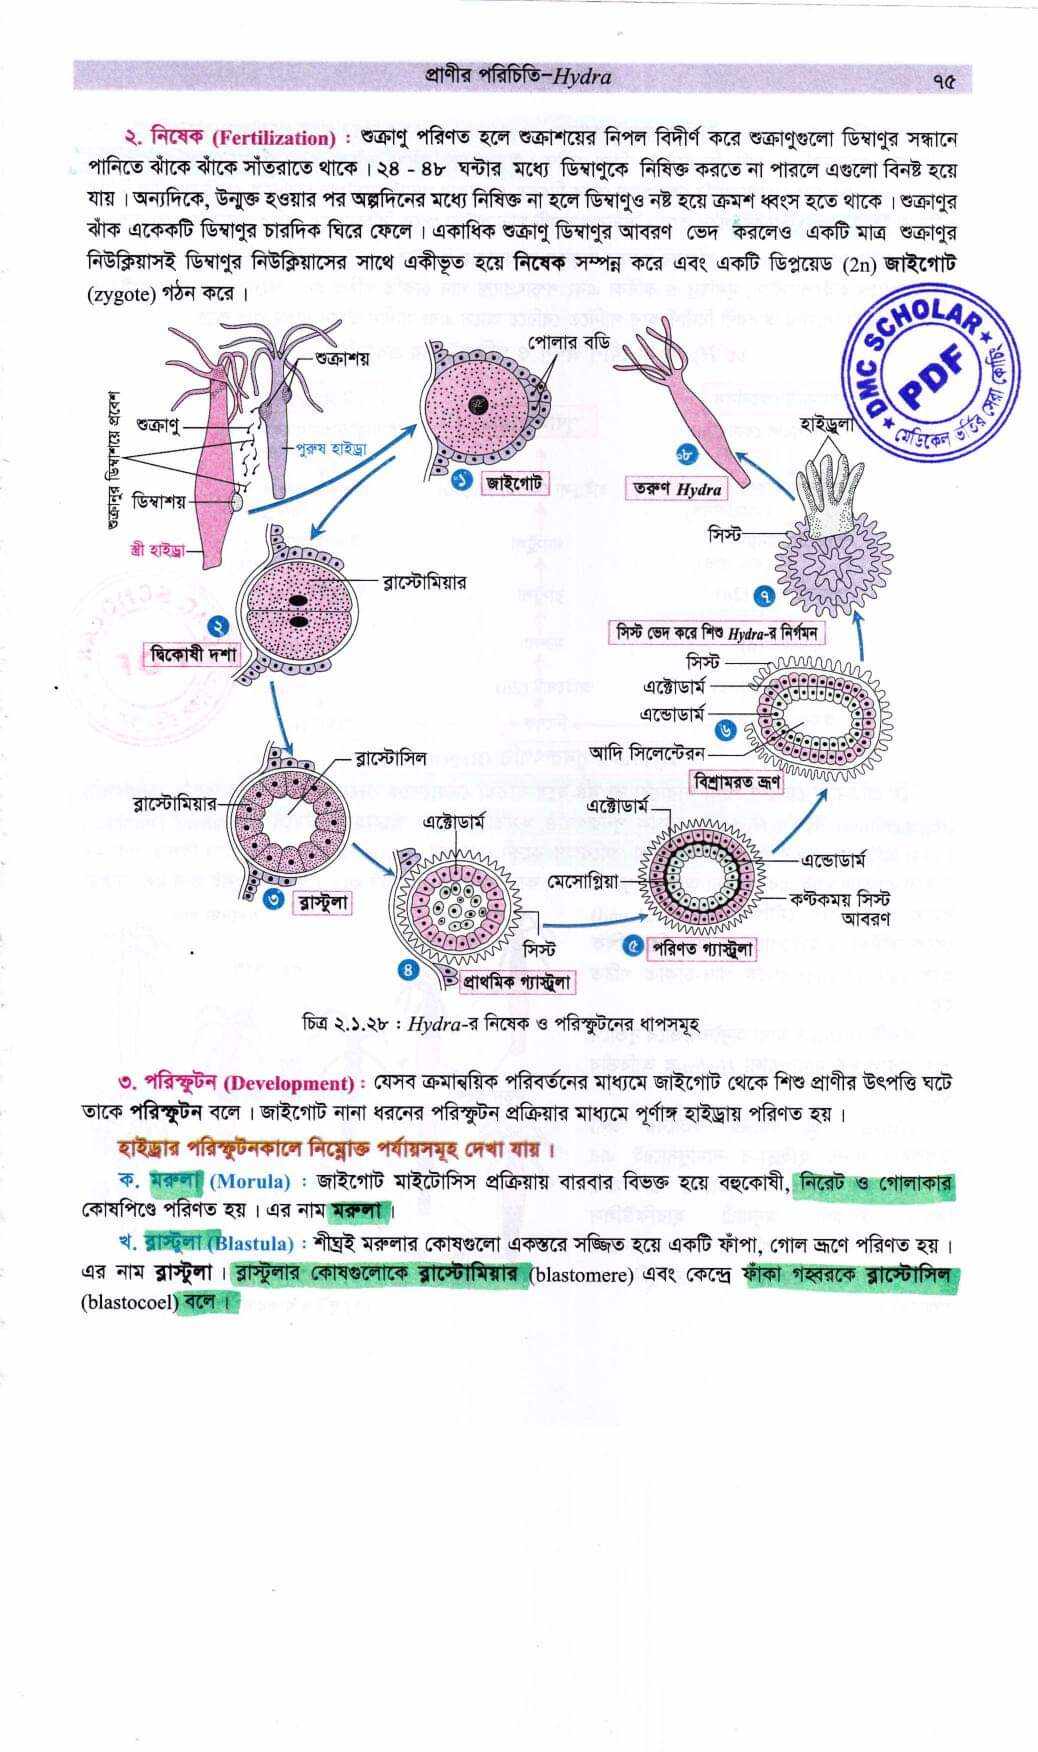 প্রাণীর পরিচিতি–Hydra
৭৫
২. নিষেক (Fertilization) : শুক্রাণু পরিণত হলে শুক্রাশয়ের নিপল বিদীর্ণ করে শুক্রাণুগুলো ডিম্বাণুর সন্ধানে
পানিতে ঝাঁকে ঝাঁকে সাঁতরাতে থাকে । ২৪ - ৪৮ ঘন্টার মধ্যে ডিম্বাণুকে নিষিক্ত করতে না পারলে এগুলো বিনষ্ট হয়ে
যায় । অন্যদিকে, উন্মুক্ত হওয়ার পর অল্পদিনের মধ্যে নিষিক্ত না হলে ডিম্বাণুও নষ্ট হয়ে ক্রমশ ধ্বংস হতে থাকে । শুক্রাণুর
ঝাঁক একেকটি ডিম্বাণুর চারদিক ঘিরে ফেলে । একাধিক শুক্রাণু ডিম্বাণুর আবরণ ভেদ করলেও একটি মাত্র শুক্রাণুর
নিউক্লিয়াসই ডিম্বাণুর নিউক্লিয়াসের সাথে একীভূত হয়ে নিষেক সম্পন্ন করে এবং একটি ডিপ্লয়েড (2n) জাইগোট
(zygote) গঠন করে ।
DMC SCHOLAR
PDF
মেডিকেল ভর্তির সেরা কোচিং
শুক্রাশয়
পোলার বডি
শুক্রাণুর ডিম্বাশয়ে প্রবেশ
শুক্রাণু
পুরুষ হাইড্রা
ডিম্বাশয়
স্ত্রী হাইড্রা
১ জাইগোট
হাইড্রুলা
৮
তরুণ Hydra
সিস্ট
৭
সিস্ট ভেদ করে শিশু Hydra-র নির্গমন
ব্লাস্টোমিয়ার
২
দ্বিকোষী দশা
সিস্ট
এক্টোডার্ম
এন্ডোডার্ম
৬
আদি সিলেন্টেরন
বিশ্রামরত ভ্রূণ
ব্লাস্টোসিল
ব্লাস্টোমিয়ার
৩ ব্লাস্টুলা
এক্টোডার্ম
সিস্ট
৪
প্রাথমিক গ্যাস্ট্রুলা
এক্টোডার্ম
মেসোগ্লিয়া
এন্ডোডার্ম
কণ্টকময় সিস্ট
আবরণ
৫ পরিণত গ্যাস্ট্রুলা
চিত্র ২.১.২৮ : Hydra-র নিষেক ও পরিস্ফুটনের ধাপসমূহ
৩. পরিস্ফুটন (Development) : যেসব ক্রমান্বয়িক পরিবর্তনের মাধ্যমে জাইগোট থেকে শিশু প্রাণীর উৎপত্তি ঘটে
তাকে পরিস্ফুটন বলে । জাইগোট নানা ধরনের পরিস্ফুটন প্রক্রিয়ার মাধ্যমে পূর্ণাঙ্গ হাইড্রায় পরিণত হয় ।
হাইড্রার পরিস্ফুটনকালে নিম্নোক্ত পর্যায়সমূহ দেখা যায় ।
ক. মরুলা (Morula) : জাইগোট মাইটোসিস প্রক্রিয়ায় বারবার বিভক্ত হয়ে বহুকোষী, নিরেট ও গোলাকার
কোষপিণ্ডে পরিণত হয় । এর নাম মরুলা ।
খ. ব্লাস্টুলা (Blastula) : শীঘ্রই মরুলার কোষগুলো একস্তরে সজ্জিত হয়ে একটি ফাঁপা, গোল ভ্রূণে পরিণত হয় ।
এর নাম ব্লাস্টুলা । ব্লাস্টুলার কোষগুলোকে ব্লাস্টোমিয়ার (blastomere) এবং কেন্দ্রে ফাঁকা গহ্বরকে ব্লাস্টোসিল
(blastocoel) বলে ।